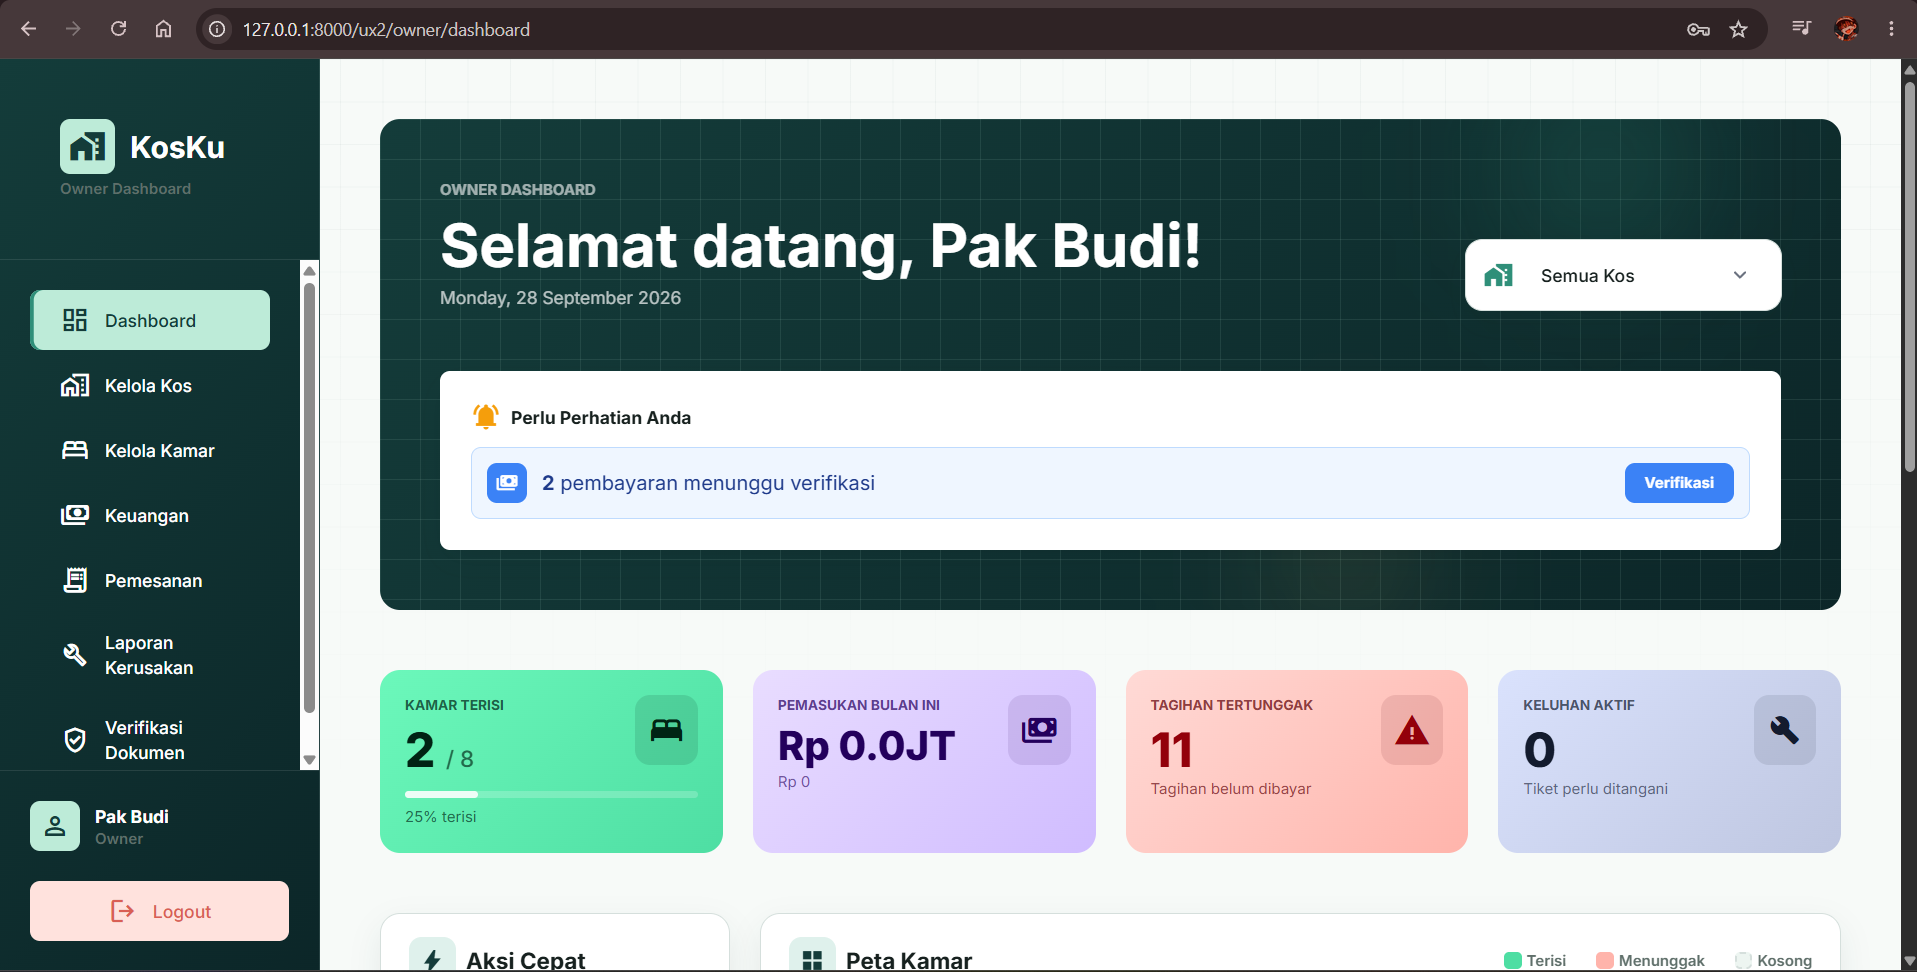 127.0.0.1:8000/ux2/owner/dashboard
KosKu
Owner Dashboard
Dashboard
Kelola Kos
Kelola Kamar
Keuangan
Pemesanan
Laporan
Kerusakan
Verifikasi
Dokumen
Pak Budi
Owner
Logout
OWNER DASHBOARD
Selamat datang, Pak Budi!
Monday, 28 September 2026
Semua Kos
Perlu Perhatian Anda
2 pembayaran menunggu verifikasi
Verifikasi
KAMAR TERISI
2 / 8
25% terisi
PEMASUKAN BULAN INI
Rp 0.0JT
Rp 0
TAGIHAN TERTUNGGAK
11
Tagihan belum dibayar
KELUHAN AKTIF
0
Tiket perlu ditangani
Aksi Cepat
Peta Kamar
Terisi
Menunggak
Kosong